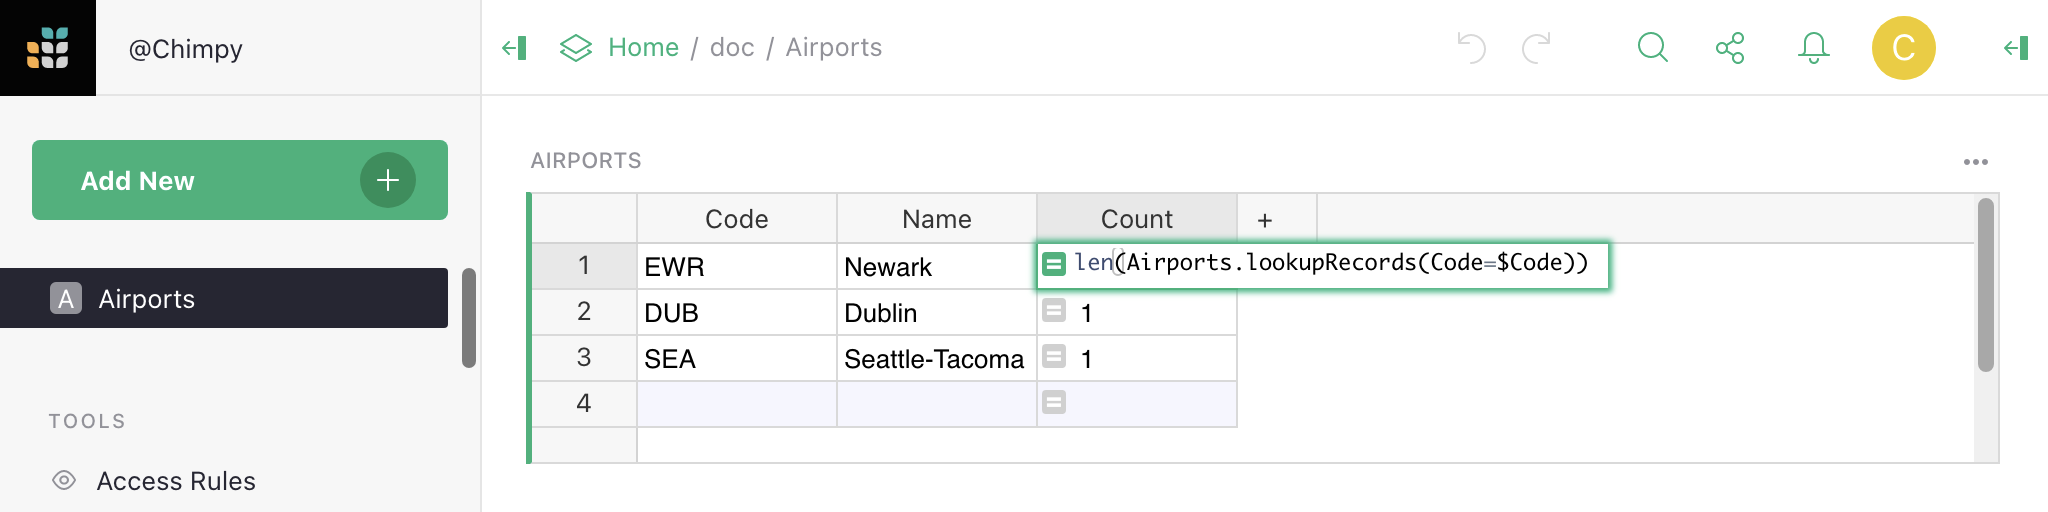 @Chimpy
Home / doc / Airports
C
Add New
A Airports
TOOLS
Access Rules
AIRPORTS
Code Name Count +
1 EWR Newark = len(Airports.lookupRecords(Code=$Code))
2 DUB Dublin = 1
3 SEA Seattle-Tacoma = 1
4 =